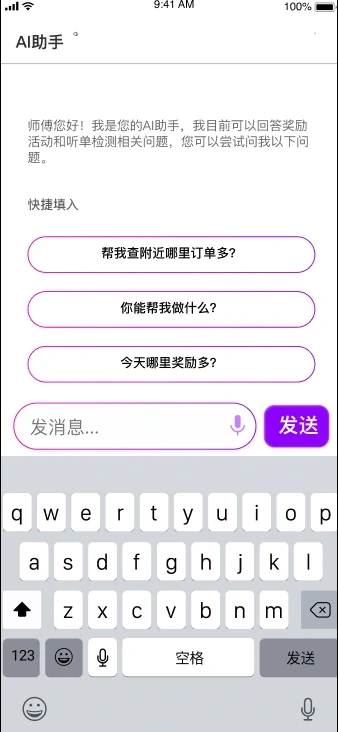 9:41 AM
100%
AI助手
师傅您好！我是您的AI助手，我目前可以回答奖励
活动和听单检测相关问题，您可以尝试问我以下问
题。
快捷填入
帮我查附近哪里订单多?
你能帮我做什么?
今天哪里奖励多?
发消息...
发送
q w e r t y u i o p
a s d f g h j k l
z x c v b n m
123 空格 发送